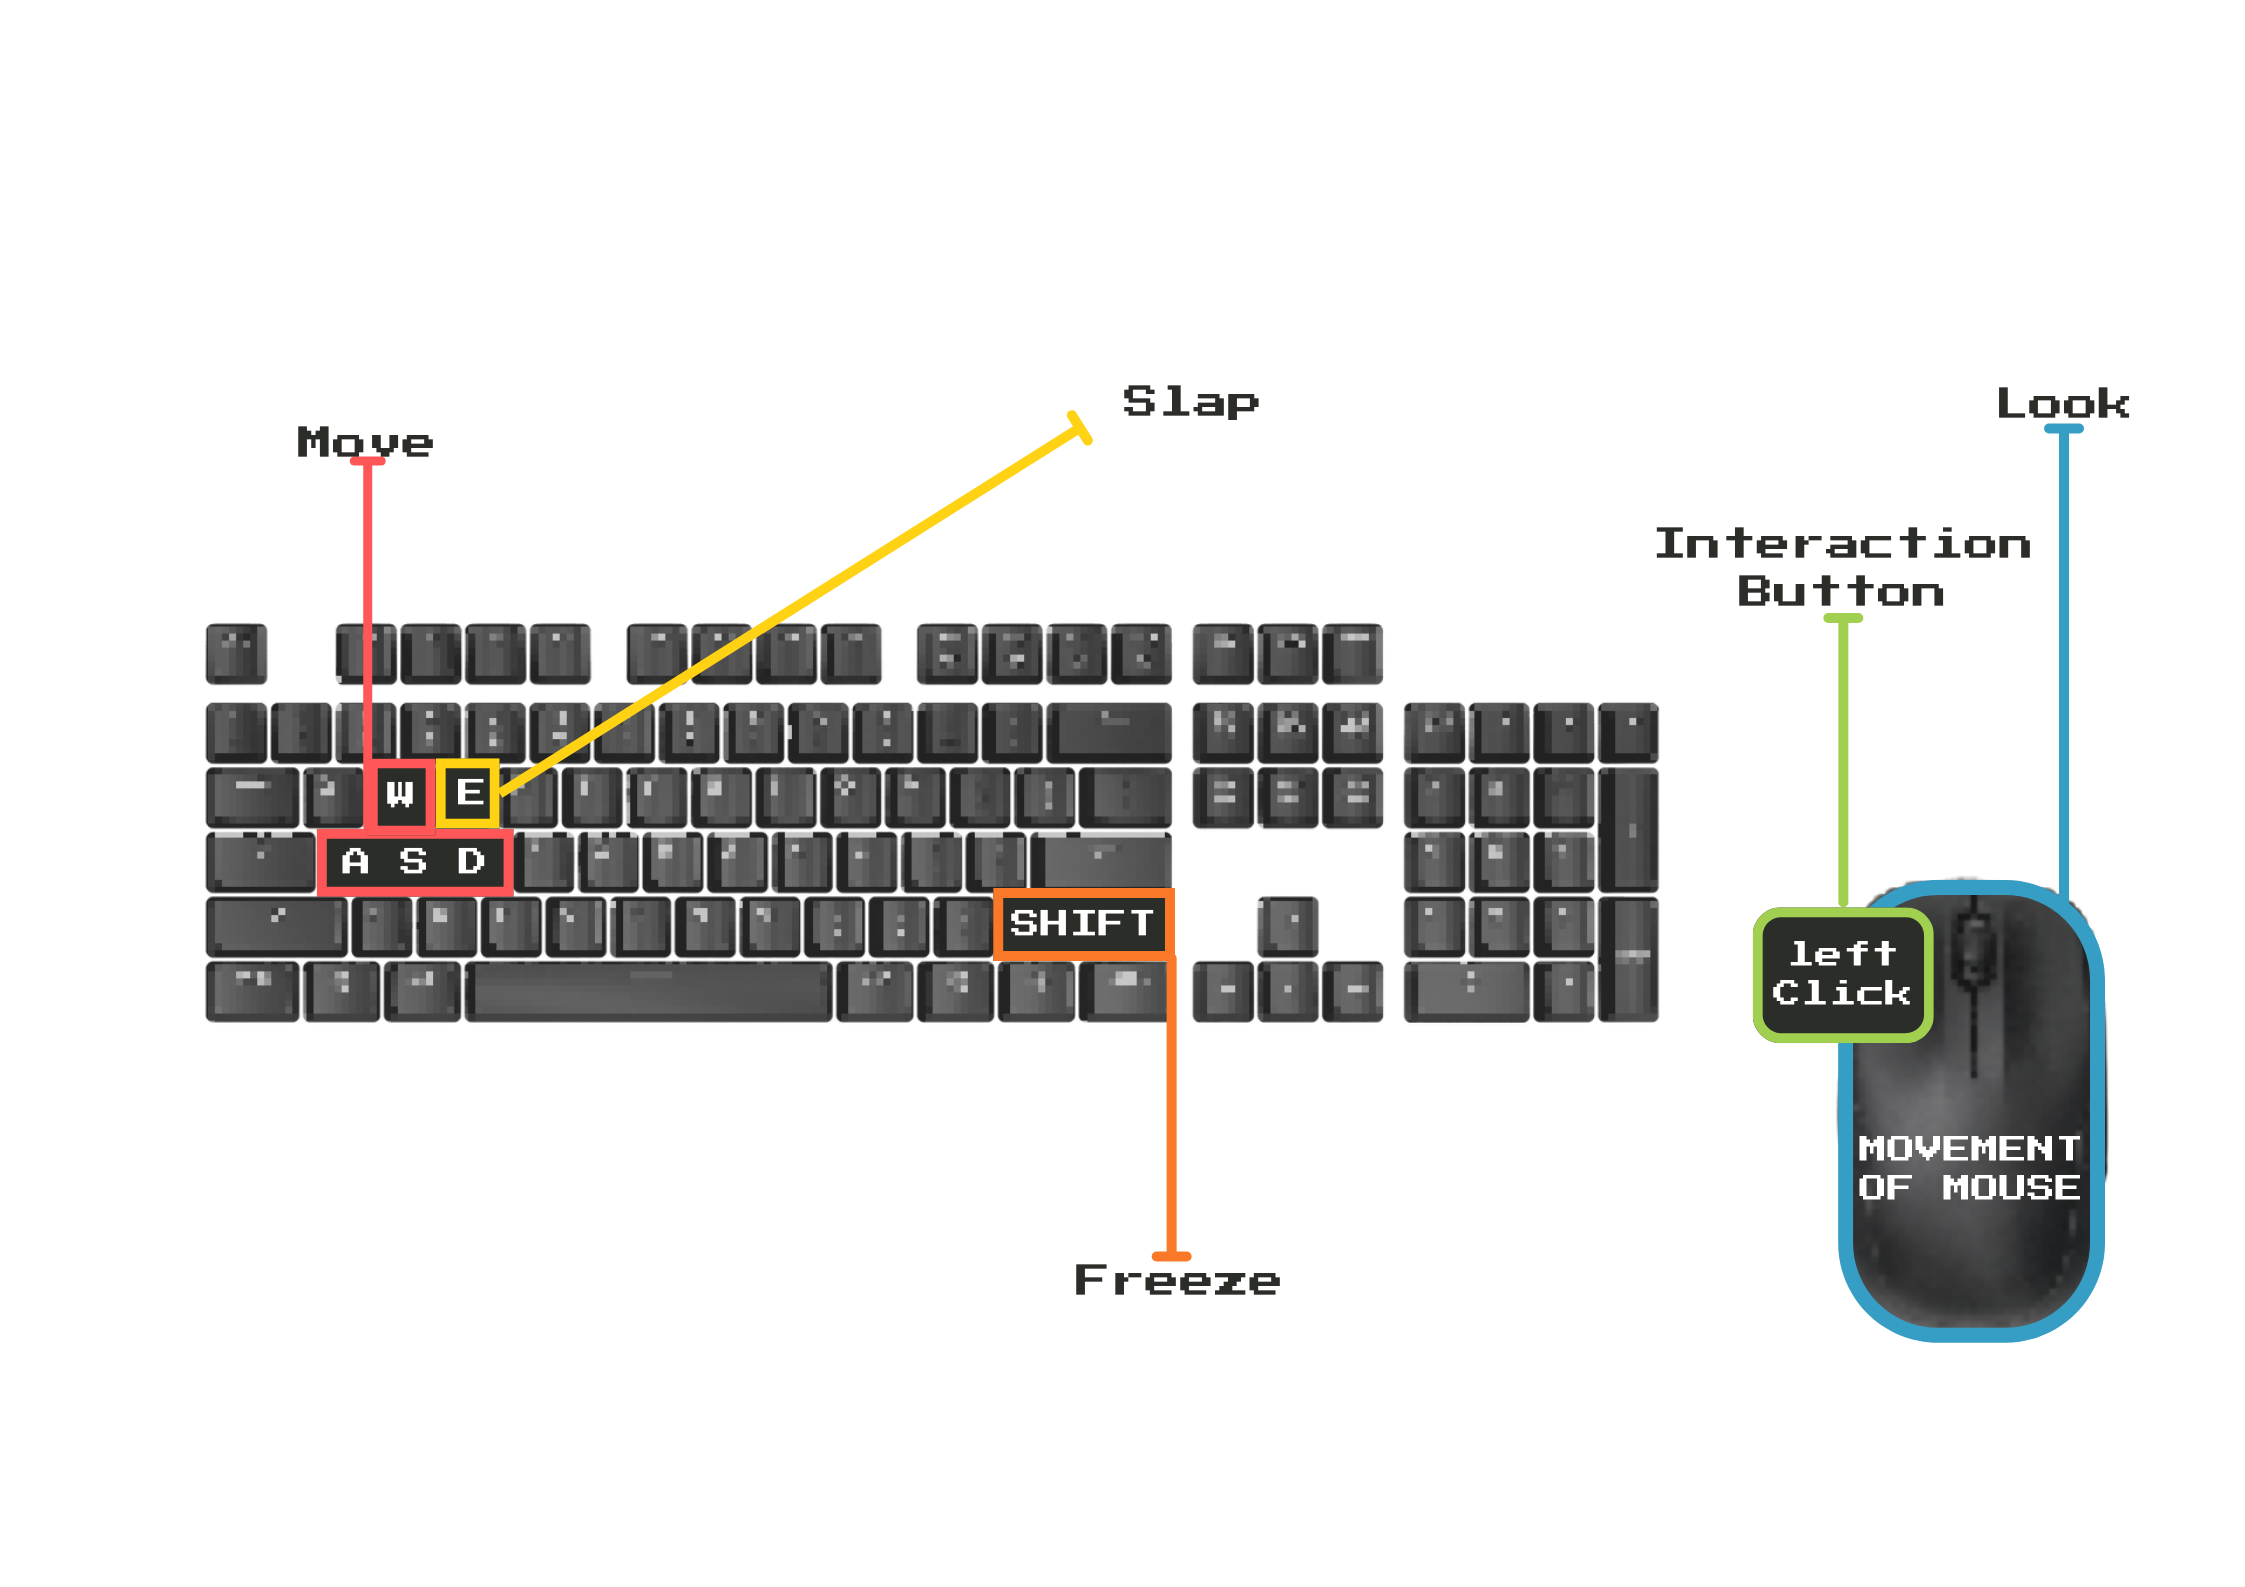 Slap
Look
Move
Interaction
Button
W
E
A S D
SHIFT
left
Click
MOVEMENT
OF MOUSE
Freeze